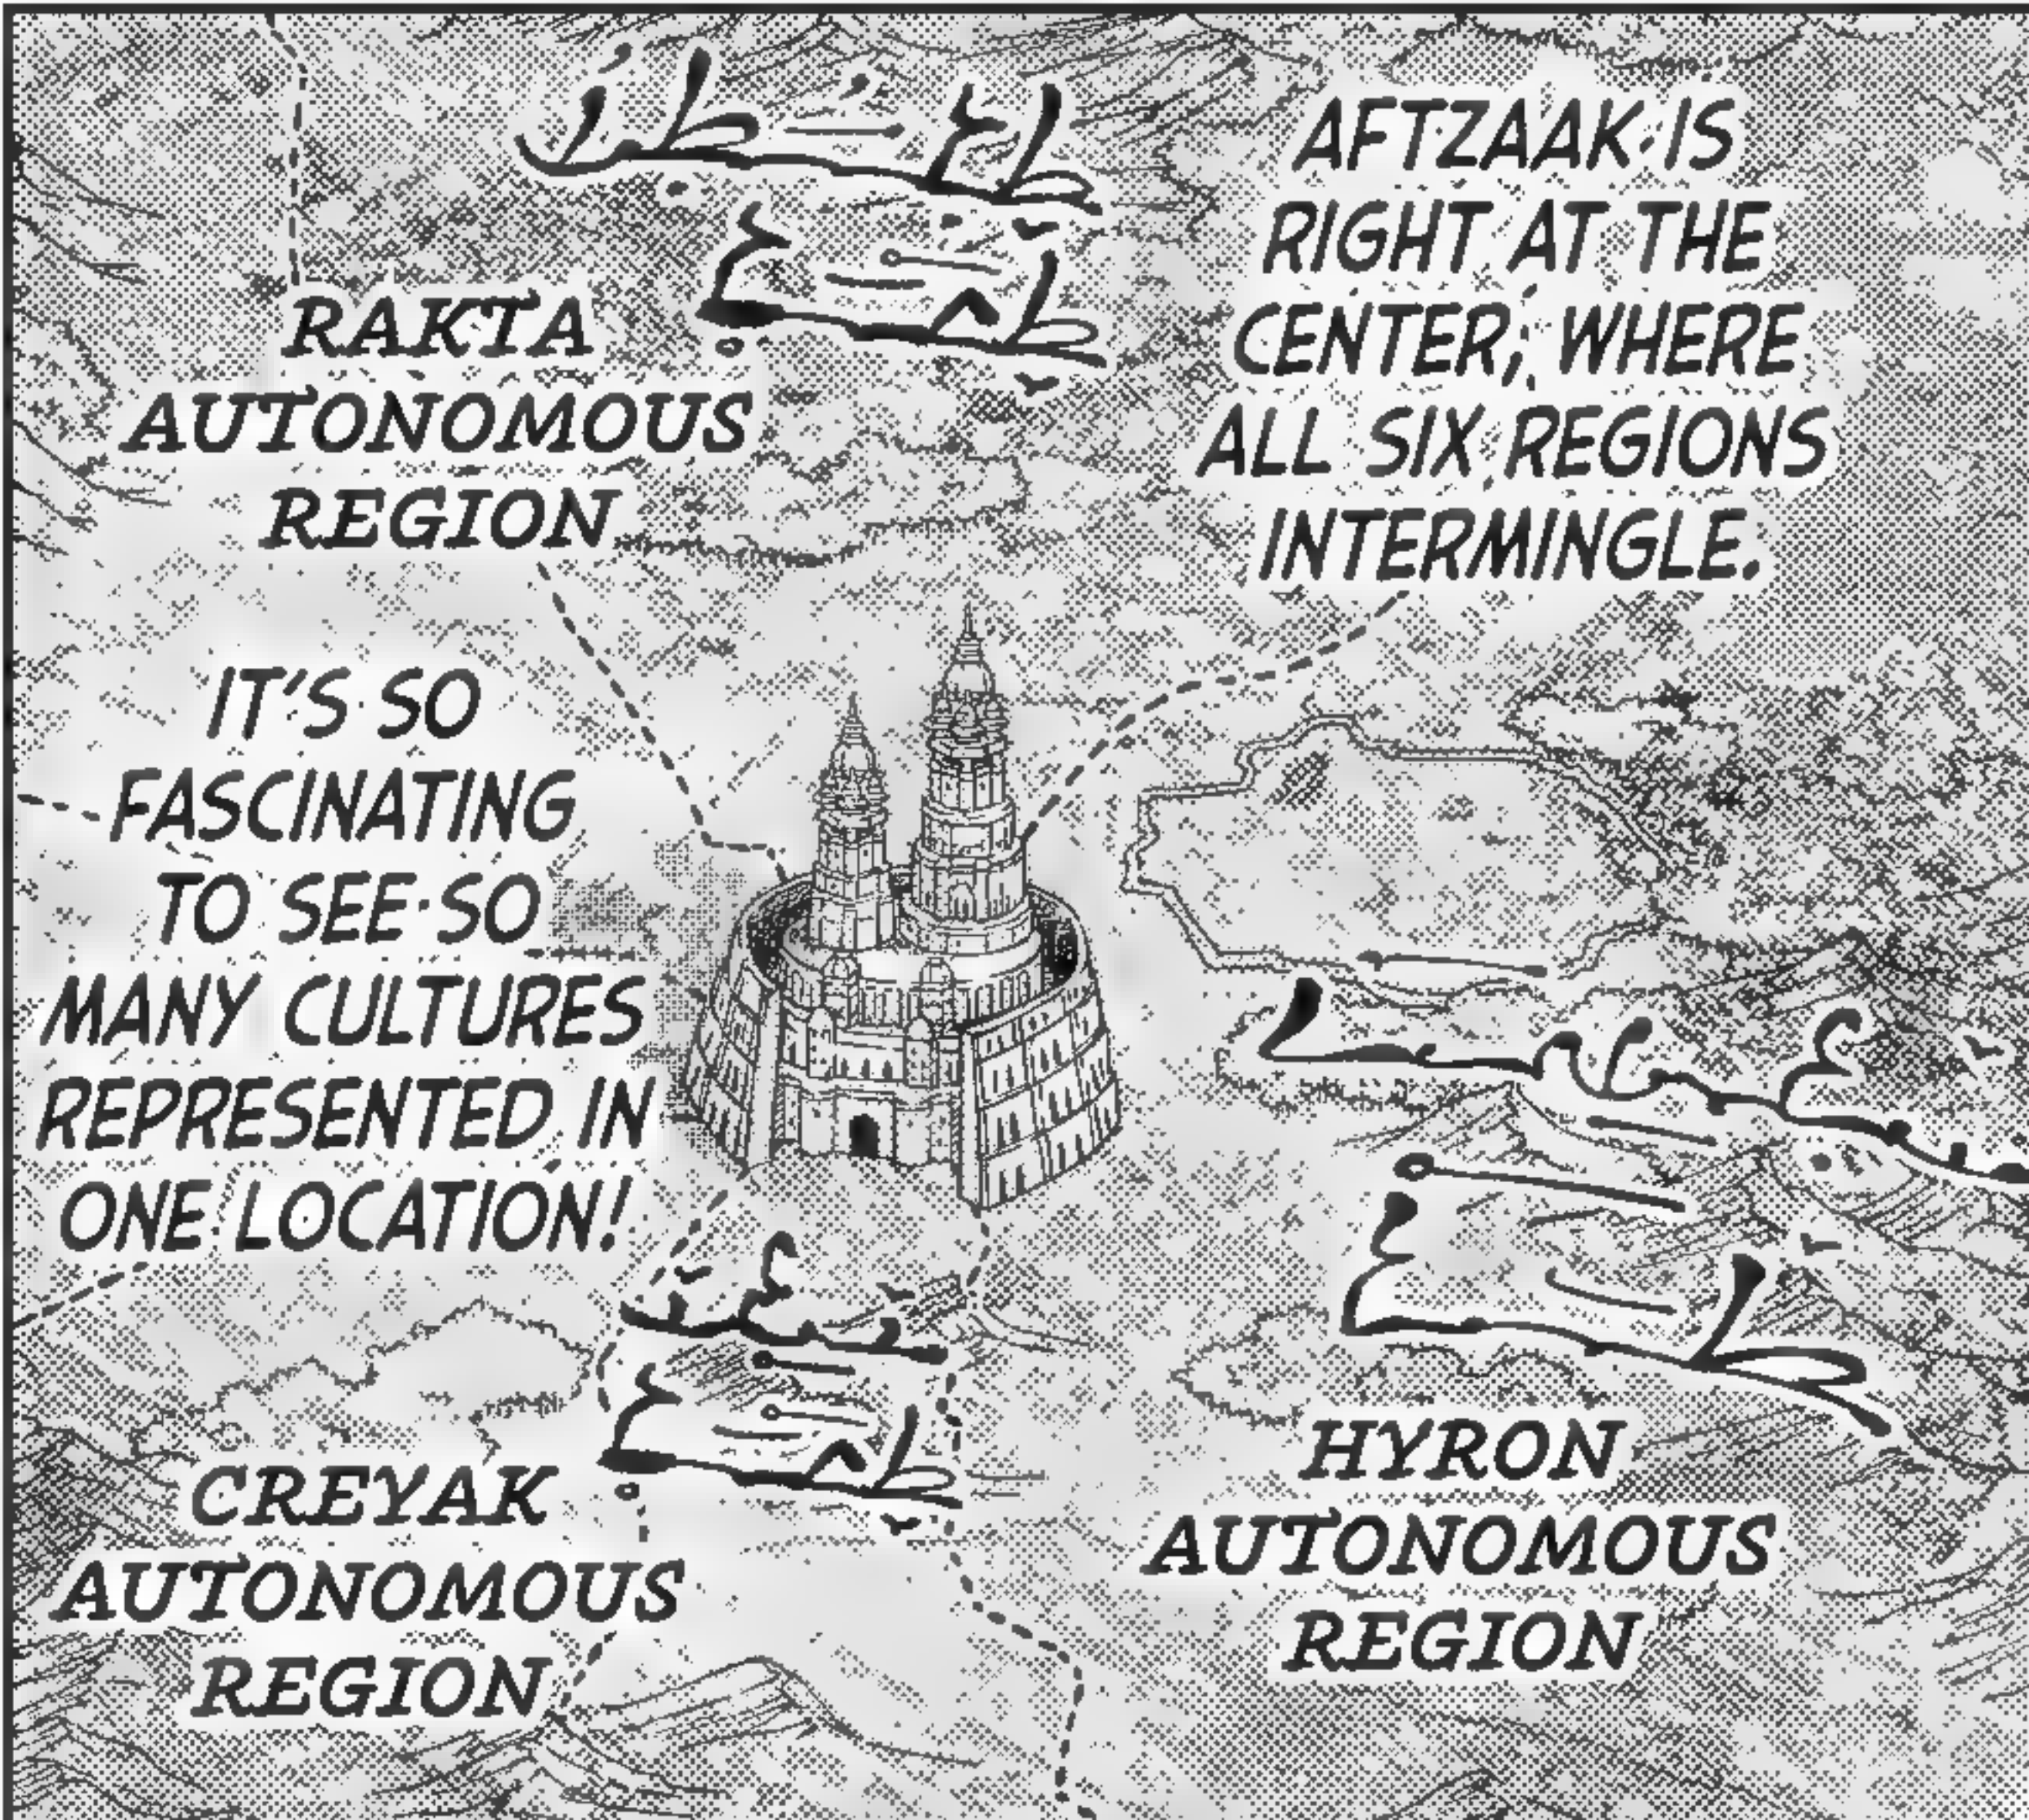 AFTZAAK IS
RIGHT AT THE
CENTER, WHERE
ALL SIX REGIONS
INTERMINGLE.
RAKTA
AUTONOMOUS
REGION
IT'S SO
FASCINATING
TO SEE SO
MANY CULTURES
REPRESENTED IN
ONE LOCATION!
CREYAK
AUTONOMOUS
REGION
HYRON
AUTONOMOUS
REGION